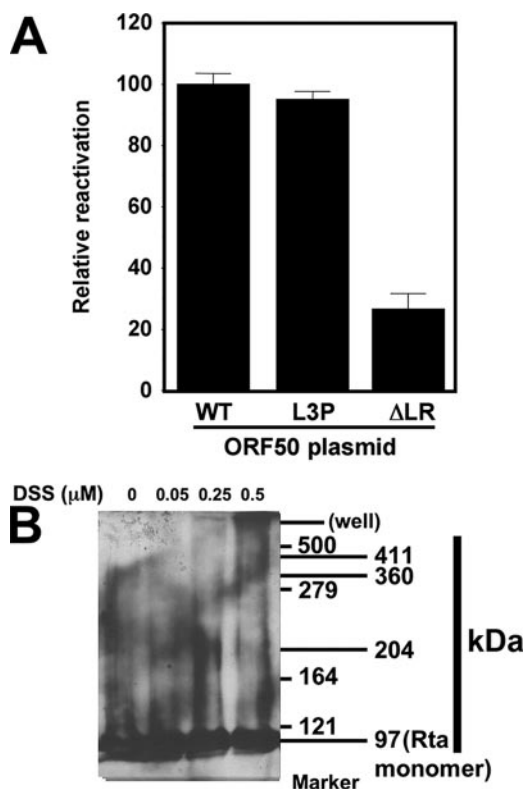 A
120
100
80
60
40
20
0
Relative reactivation
WT L3P ΔLR
ORF50 plasmid
B
DSS (μM) 0 0.05 0.25 0.5
(well)
500
411
360
279
204
164
121
97(Rta
monomer)
Marker
kDa